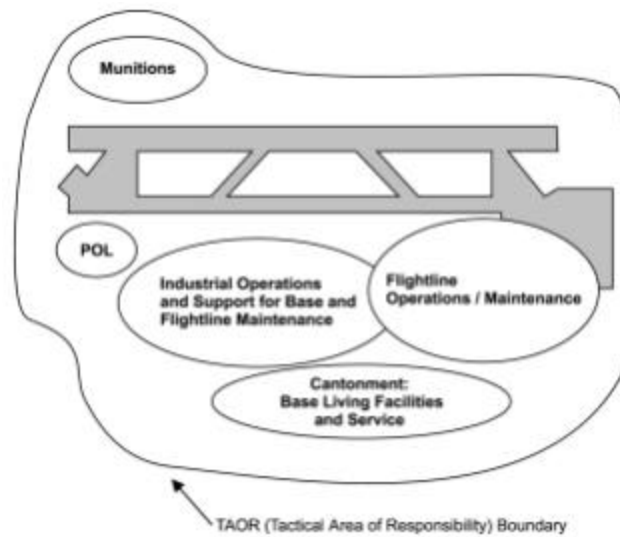 Munitions
POL
Industrial Operations
and Support for Base and
Flightline Maintenance
Flightline
Operations / Maintenance
Cantonment:
Base Living Facilities
and Service
TAOR (Tactical Area of Responsibility) Boundary